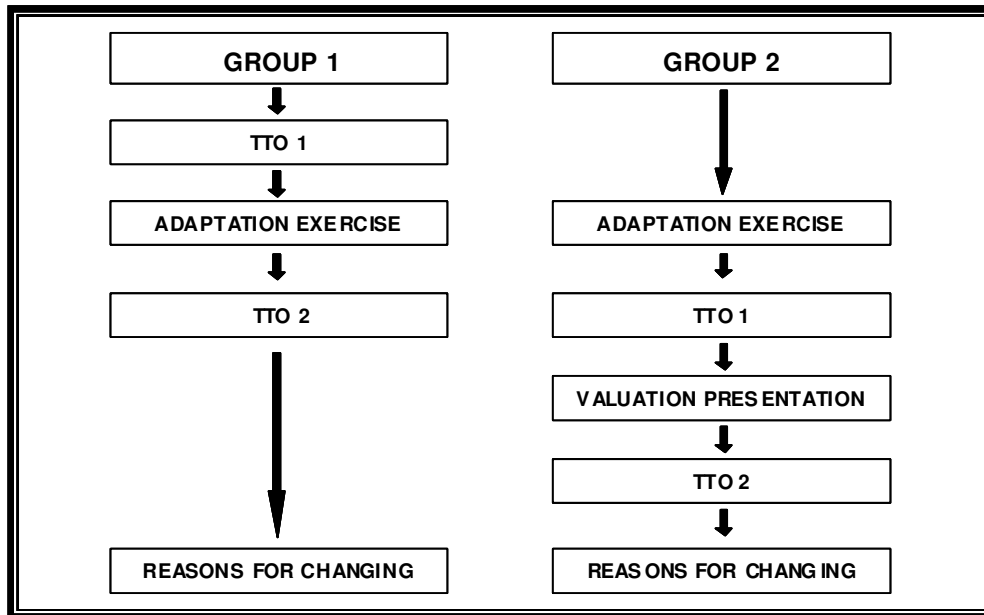 GROUP 1
TTO 1
ADAPTATION EXERCISE
TTO 2
REASONS FOR CHANGING
GROUP 2
ADAPTATION EXERCISE
TTO 1
VALUATION PRESENTATION
TTO 2
REASONS FOR CHANGING